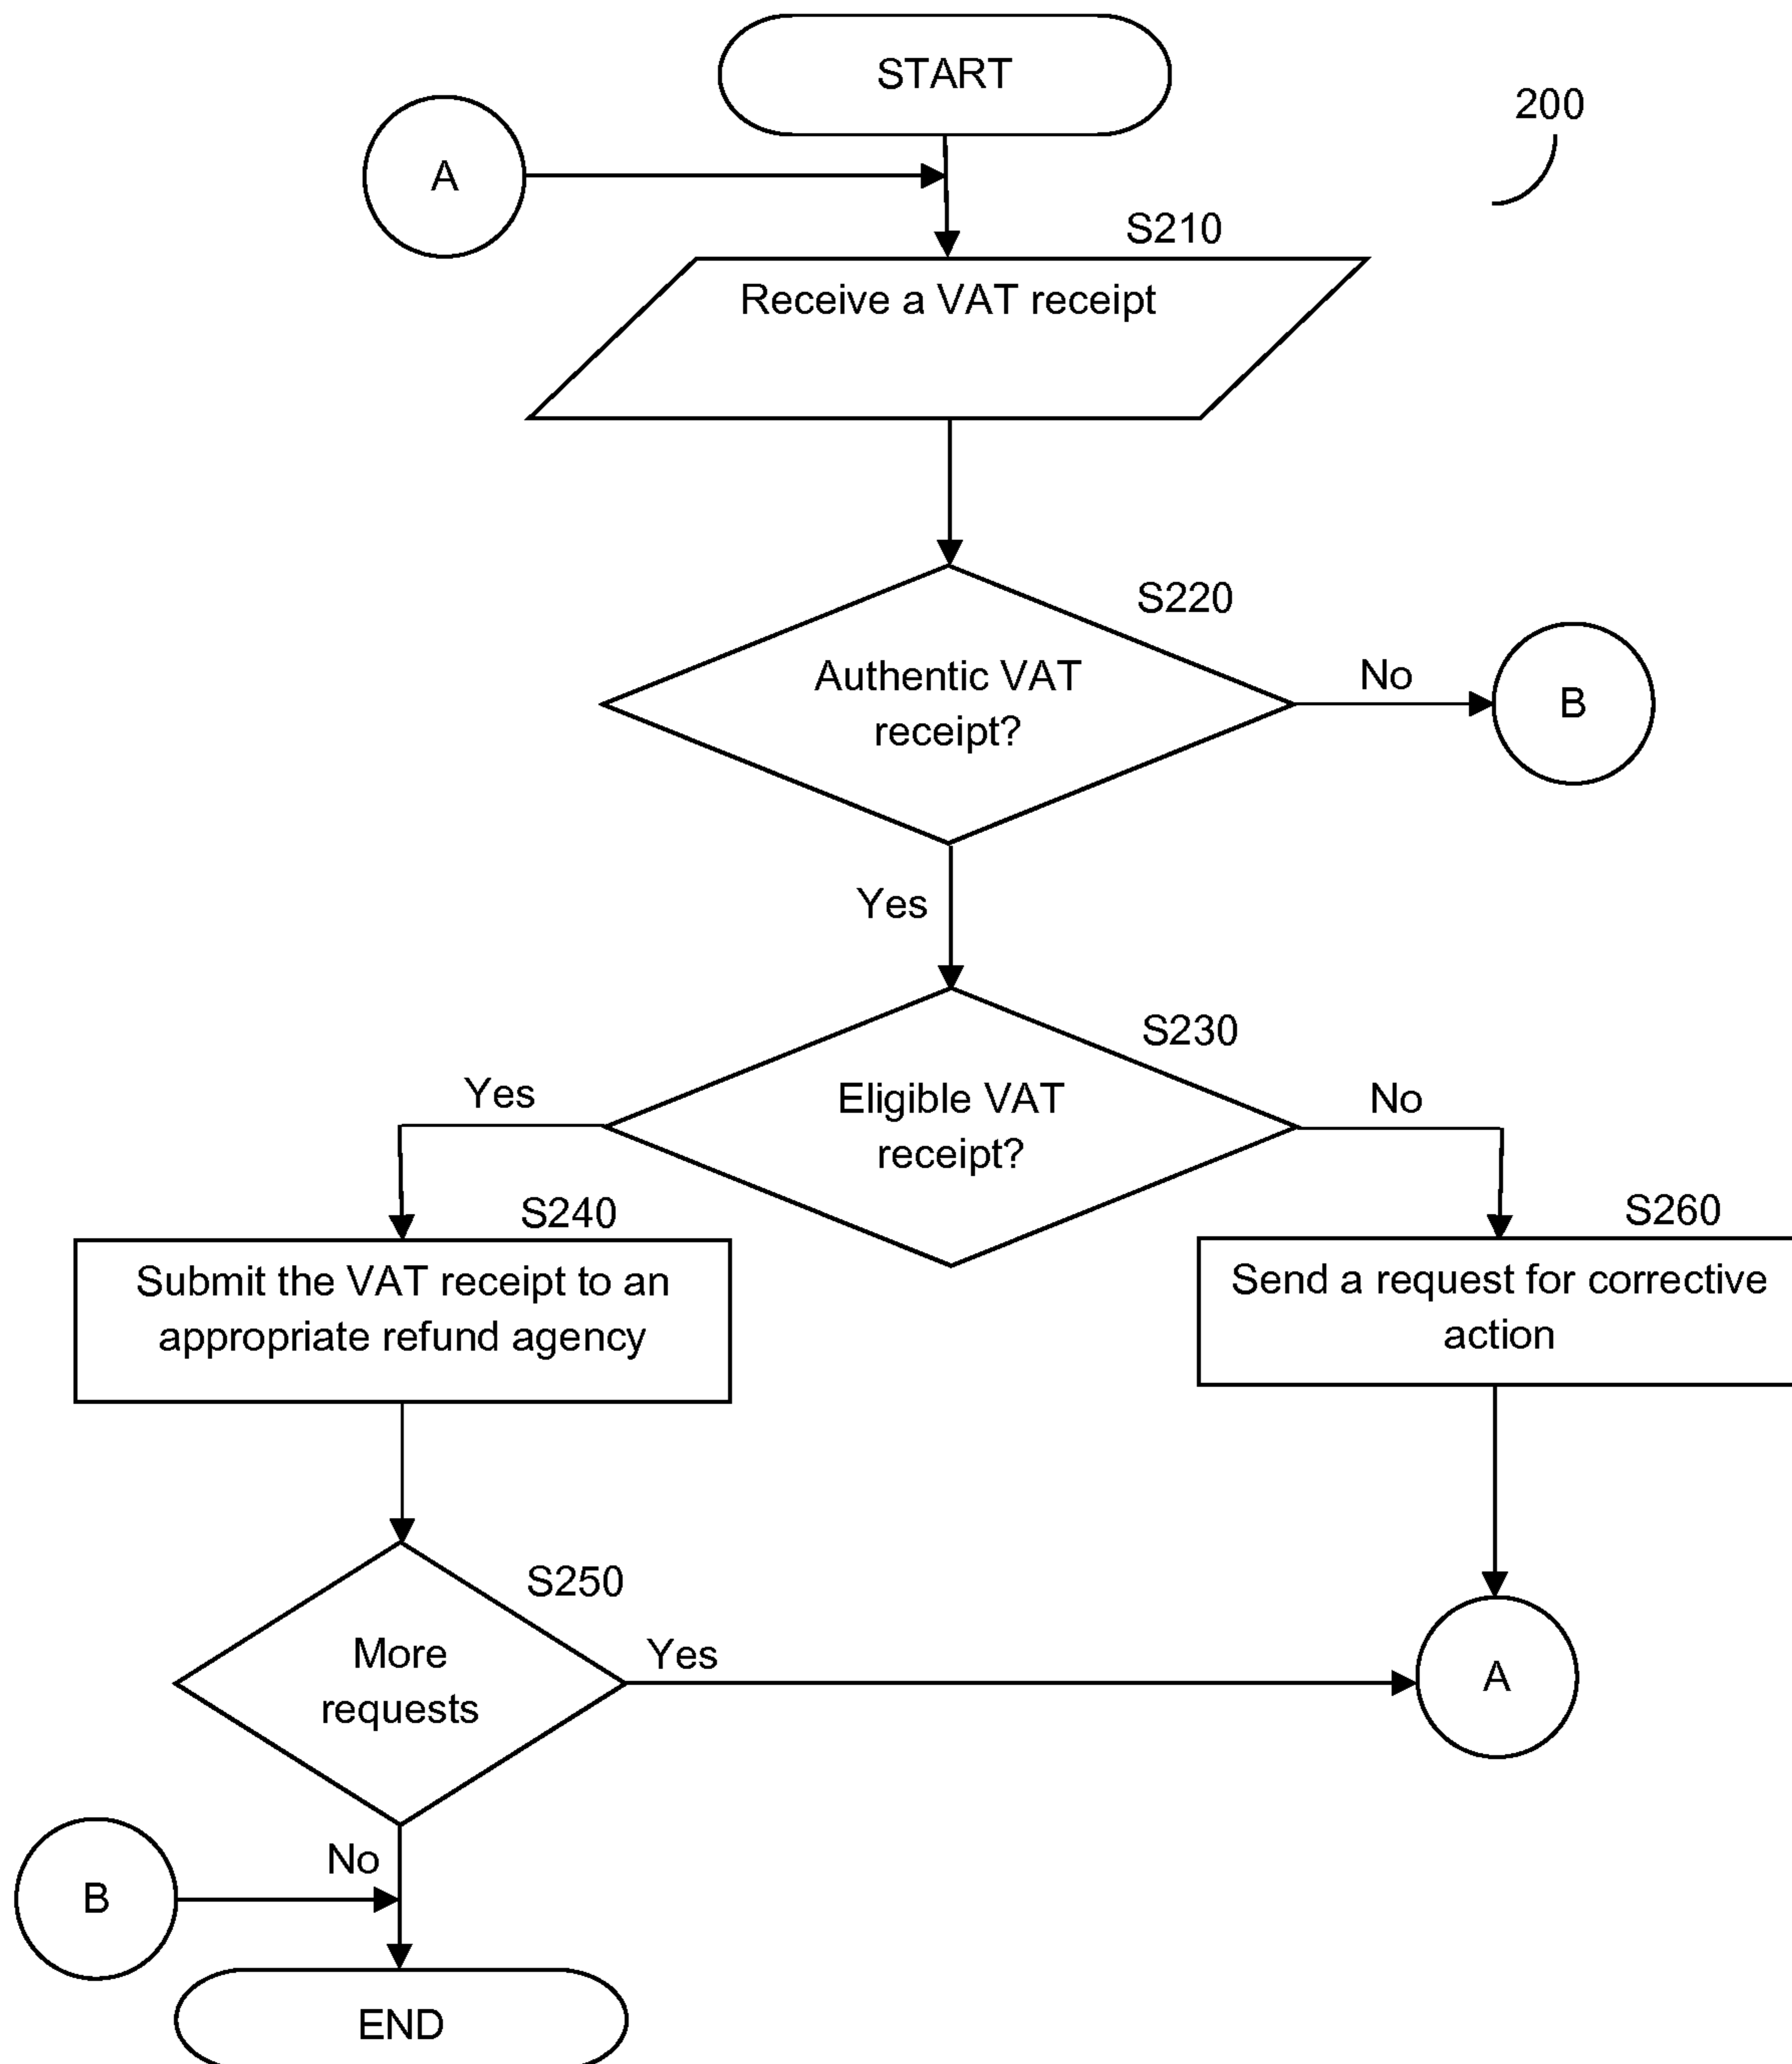 START
A
200
S210
Receive a VAT receipt
S220
Authentic VAT
receipt?
No
B
Yes
S230
Eligible VAT
receipt?
Yes
No
S240
S260
Submit the VAT receipt to an
appropriate refund agency
Send a request for corrective
action
S250
More
requests
Yes
A
No
B
END